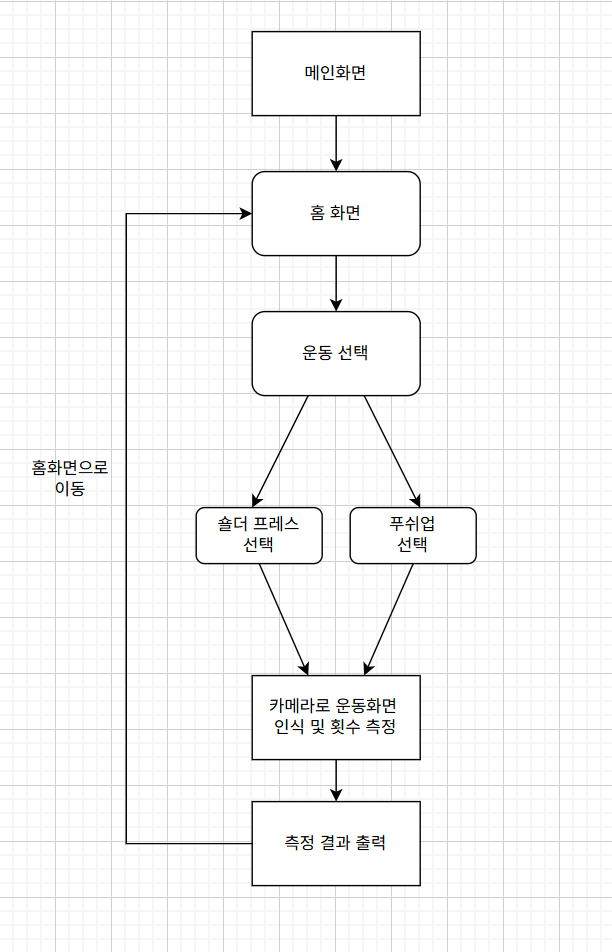 메인화면
홈 화면
운동 선택
홈화면으로
이동
숄더 프레스
선택
푸쉬업
선택
카메라로 운동화면
인식 및 횟수 측정
측정 결과 출력